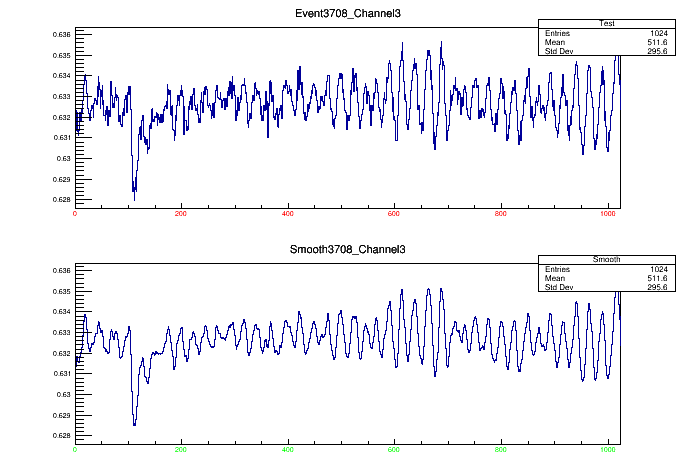 Event3708_Channel3
Test
Entries 1024
Mean 511.6
Std Dev 295.6
0.636
0.635
0.634
0.633
0.632
0.631
0.63
0.629
0.628
0 200 400 600 800 1000
Smooth3708_Channel3
Smooth
Entries 1024
Mean 511.6
Std Dev 295.6
0.636
0.635
0.634
0.633
0.632
0.631
0.63
0.629
0.628
0 200 400 600 800 1000